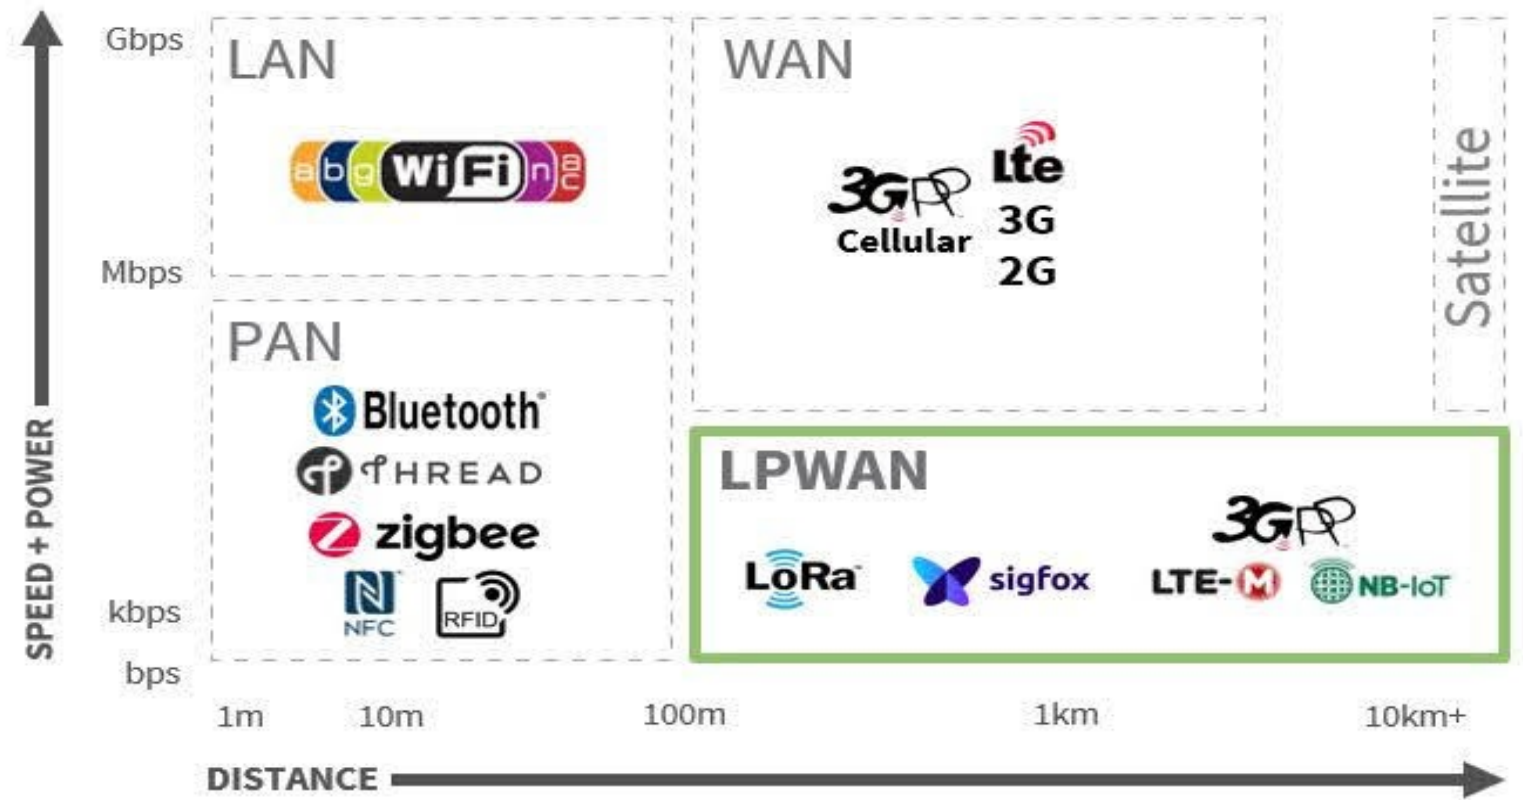 Gbps
LAN
WAN
a b g WiFi n ac
3GPP
Cellular
Lte
3G
2G
Satellite
Mbps
PAN
Bluetooth®
THREAD
zigbee
NFC
RFID
LPWAN
LoRa™
sigfox
3GPP
LTE-M
NB-IoT
SPEED + POWER
kbps
bps
1m 10m 100m 1km 10km+
DISTANCE